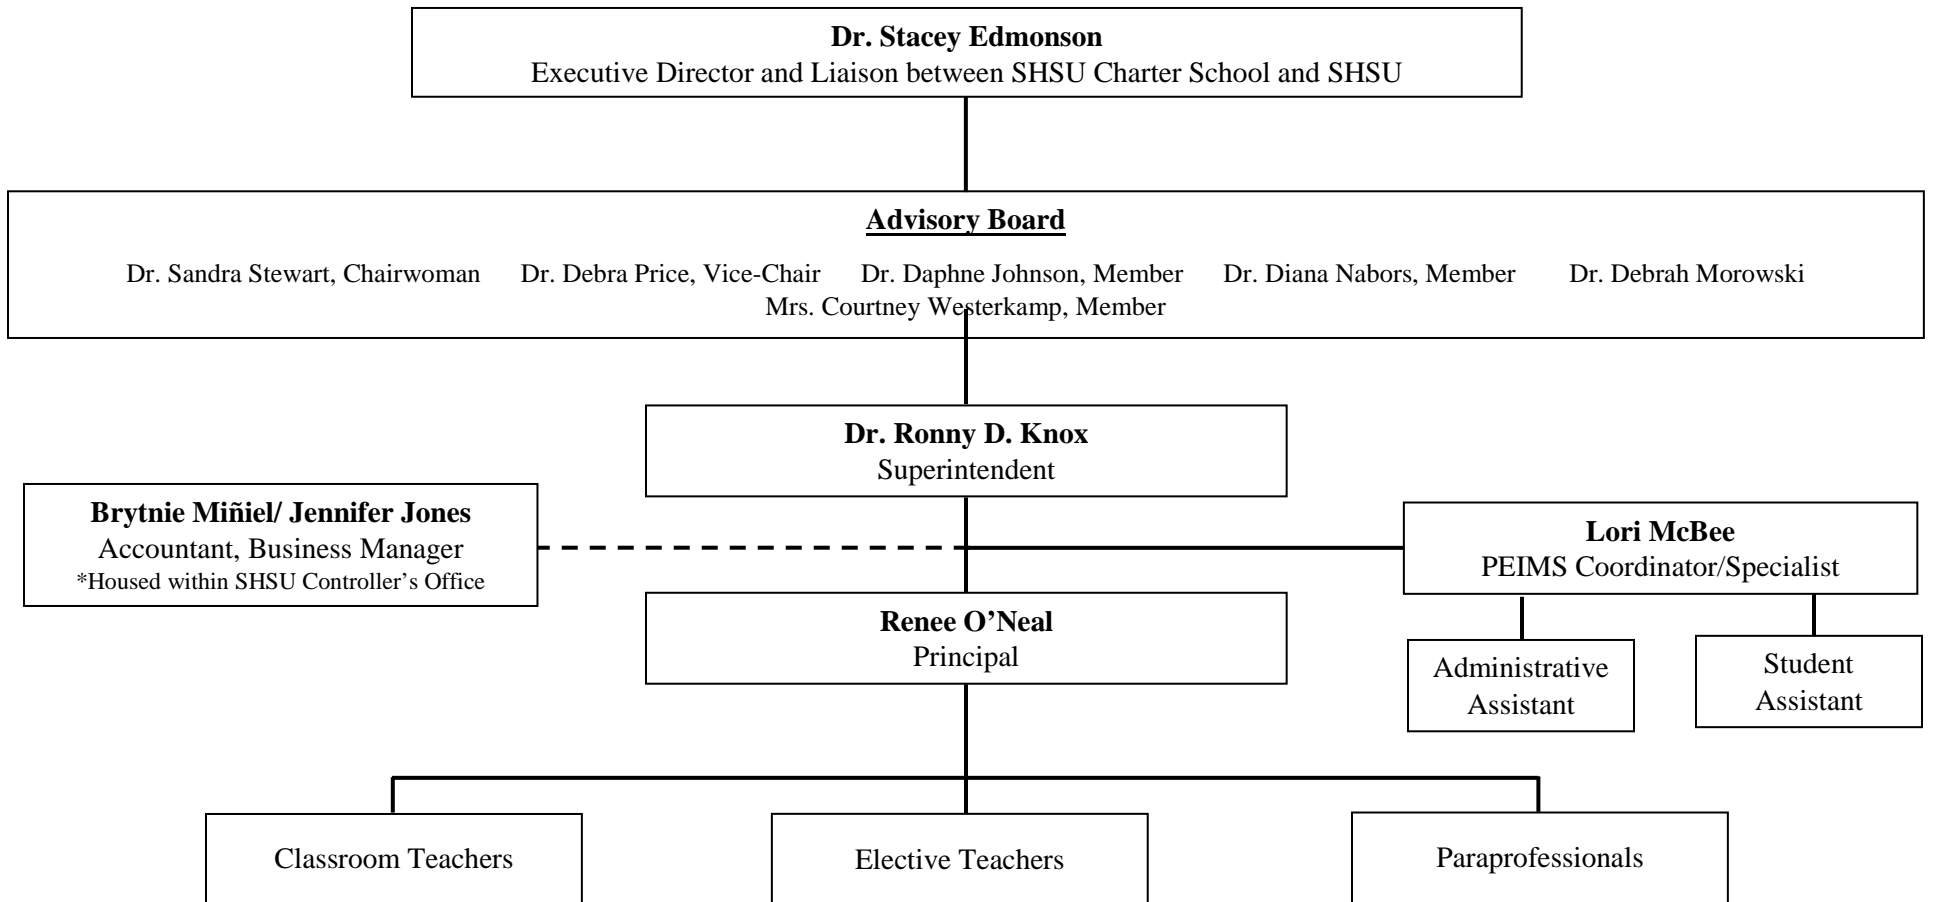 Dr. Stacey Edmonson
Executive Director and Liaison between SHSU Charter School and SHSU
Advisory Board
Dr. Sandra Stewart, Chairwoman Dr. Debra Price, Vice-Chair Dr. Daphne Johnson, Member Dr. Diana Nabors, Member Dr. Debrah Morowski
Mrs. Courtney Westerkamp, Member
Dr. Ronny D. Knox
Superintendent
Brytnie Miñiel/ Jennifer Jones
Accountant, Business Manager
*Housed within SHSU Controller’s Office
Lori McBee
PEIMS Coordinator/Specialist
Renee O’Neal
Principal
Administrative
Assistant
Student
Assistant
Classroom Teachers
Elective Teachers
Paraprofessionals